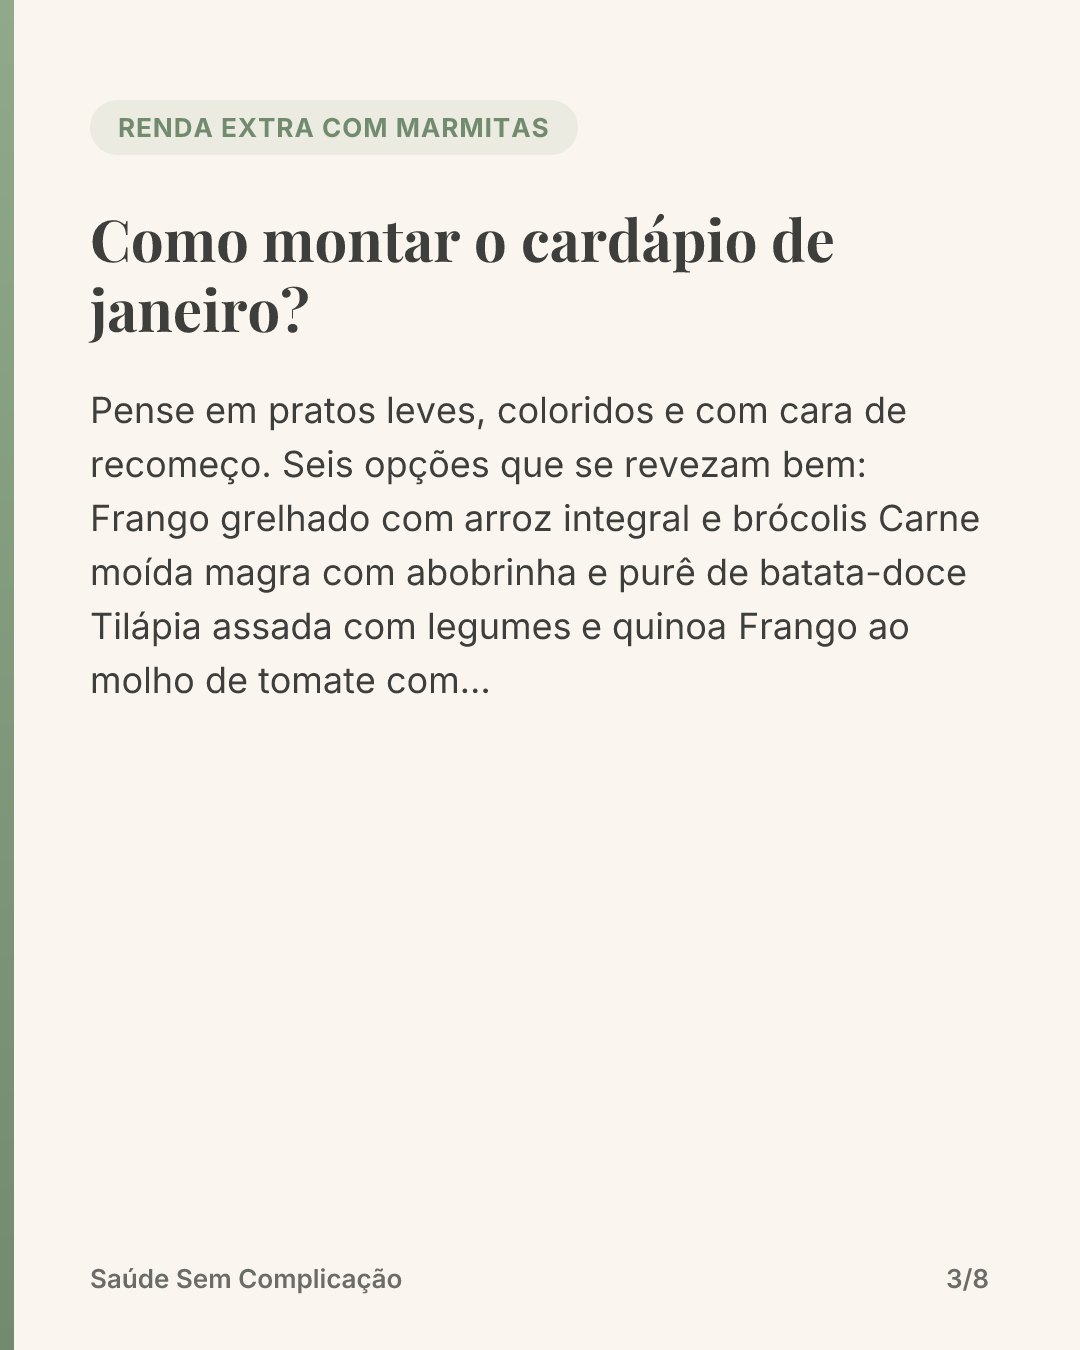 RENDA EXTRA COM MARMITAS
Como montar o cardápio de
janeiro?
Pense em pratos leves, coloridos e com cara de
recomeço. Seis opções que se revezam bem:
Frango grelhado com arroz integral e brócolis Carne
moída magra com abobrinha e purê de batata-doce
Tilápia assada com legumes e quinoa Frango ao
molho de tomate com...
Saúde Sem Complicação
3/8